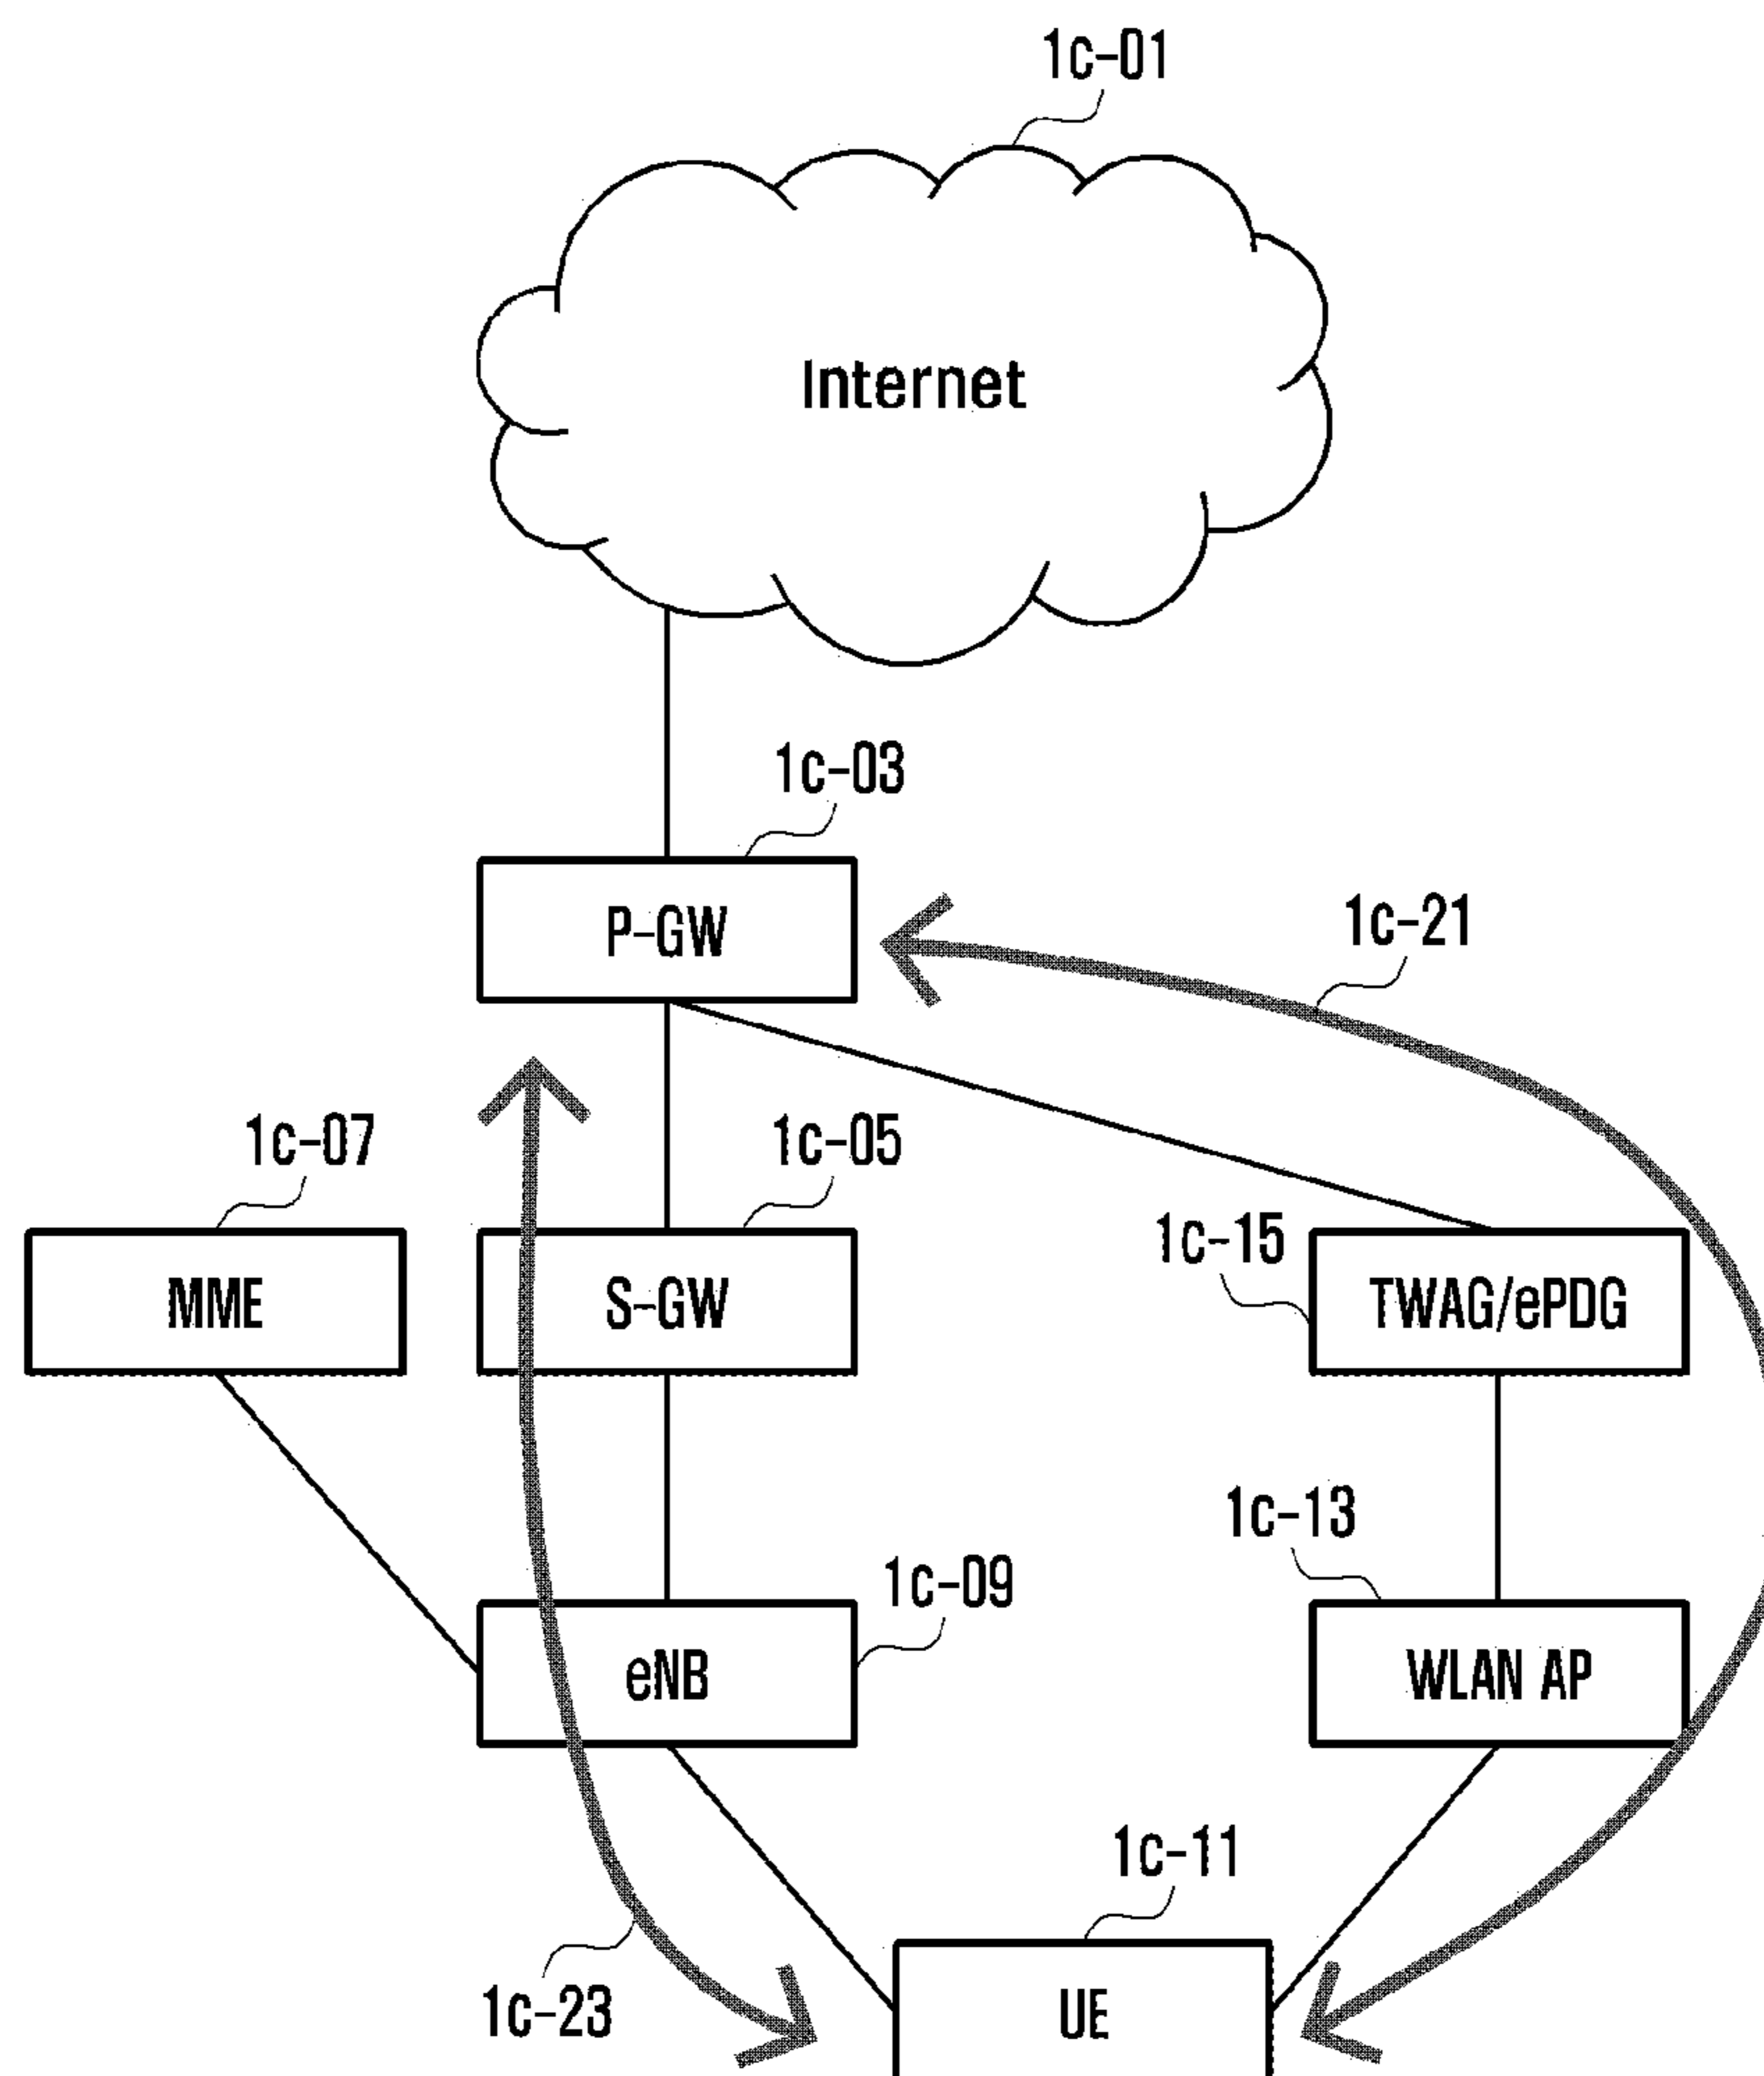 1c-01
Internet
1c-03
P-GW
1c-21
1c-07
1c-05
1c-15
MME
S-GW
TWAG/ePDG
1c-13
1c-09
eNB
WLAN AP
1c-11
1c-23
UE